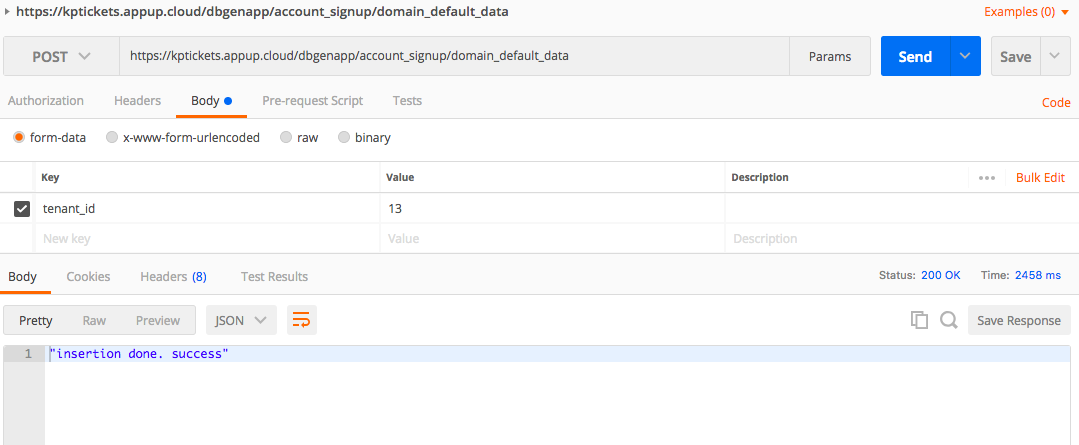 https://kptickets.appup.cloud/dbgenapp/account_signup/domain_default_data Examples (0)
POST https://kptickets.appup.cloud/dbgenapp/account_signup/domain_default_data Params Send Save
Authorization Headers Body Pre-request Script Tests Code
form-data x-www-form-urlencoded raw binary
Key Value Description Bulk Edit
tenant_id 13
New key Value Description
Body Cookies Headers (8) Test Results Status: 200 OK Time: 2458 ms
Pretty Raw Preview JSON Save Response
1 "insertion done. success"